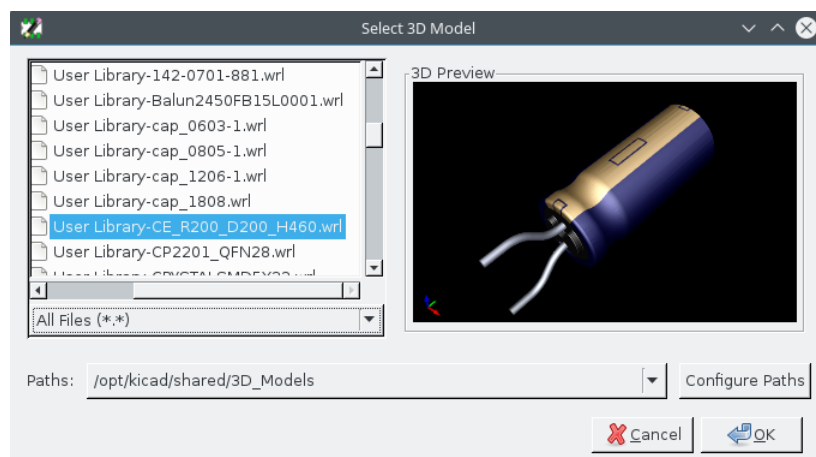 Select 3D Model
User Library-142-0701-881.wrl
User Library-Balun2450FB15L0001.wrl
User Library-cap_0603-1.wrl
User Library-cap_0805-1.wrl
User Library-cap_1206-1.wrl
User Library-cap_1808.wrl
User Library-CE_R200_D200_H460.wrl
User Library-CP2201_QFN28.wrl
3D Preview
All Files (*.*)
Paths:
/opt/kicad/shared/3D_Models
Configure Paths
Cancel
OK